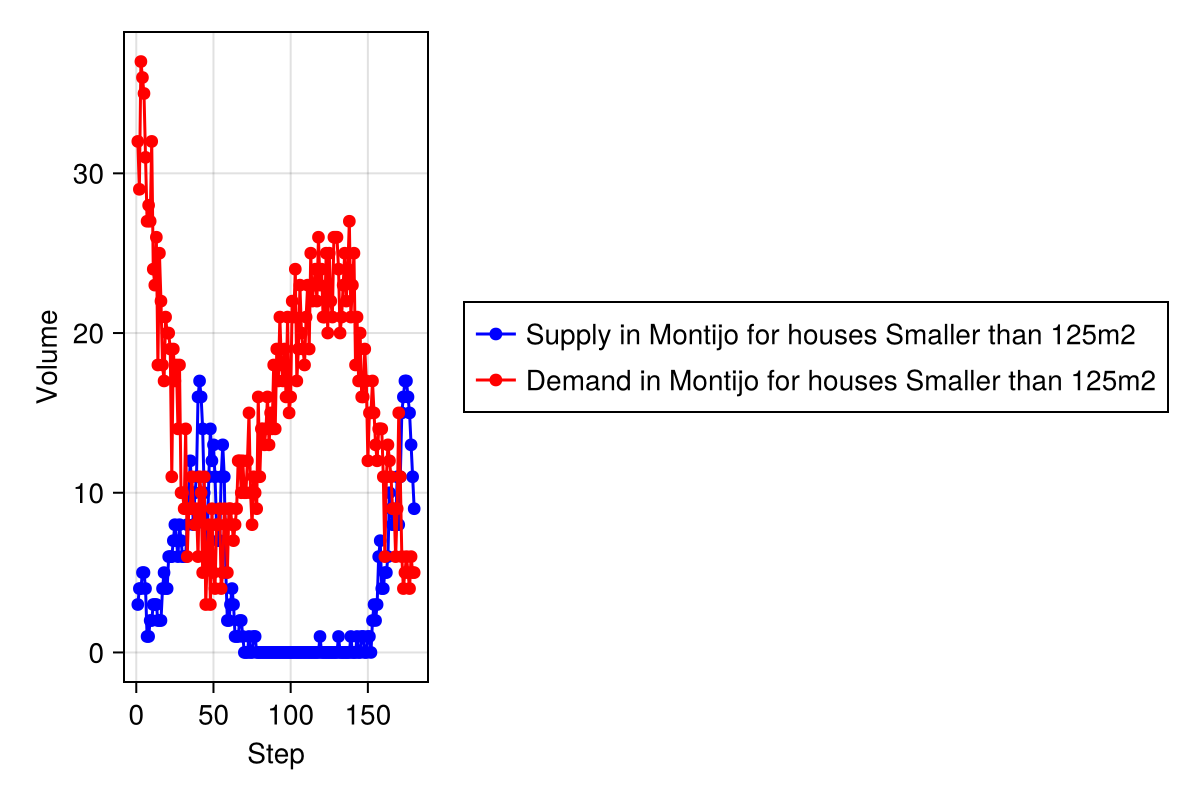 30
20
10
0
Volume
0 50 100 150
Step
Supply in Montijo for houses Smaller than 125m2
Demand in Montijo for houses Smaller than 125m2